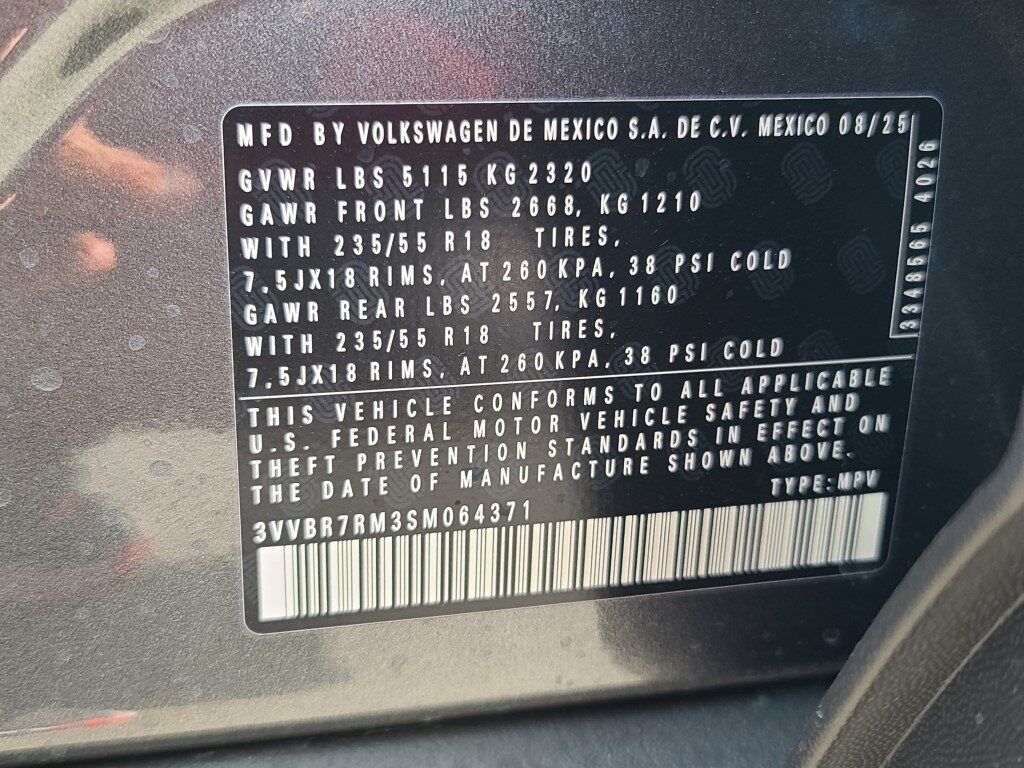 MFD BY VOLKSWAGEN DE MEXICO S.A. DE C.V. MEXICO 08/25
GVWR LBS 5115 KG 2320
GAWR FRONT LBS 2668, KG 1210
WITH 235/55 R18 TIRES,
7,5JX18 RIMS, AT 260 KPA, 38 PSI COLD
GAWR REAR LBS 2557, KG 1160
WITH 235/55 R18 TIRES,
7,5JX18 RIMS, AT 260 KPA, 38 PSI COLD
3348565 4026
THIS VEHICLE CONFORMS TO ALL APPLICABLE
U.S. FEDERAL MOTOR VEHICLE SAFETY AND
THEFT PREVENTION STANDARDS IN EFFECT ON
THE DATE OF MANUFACTURE SHOWN ABOVE.
TYPE: MPV
3VVBR7RM3SM064371